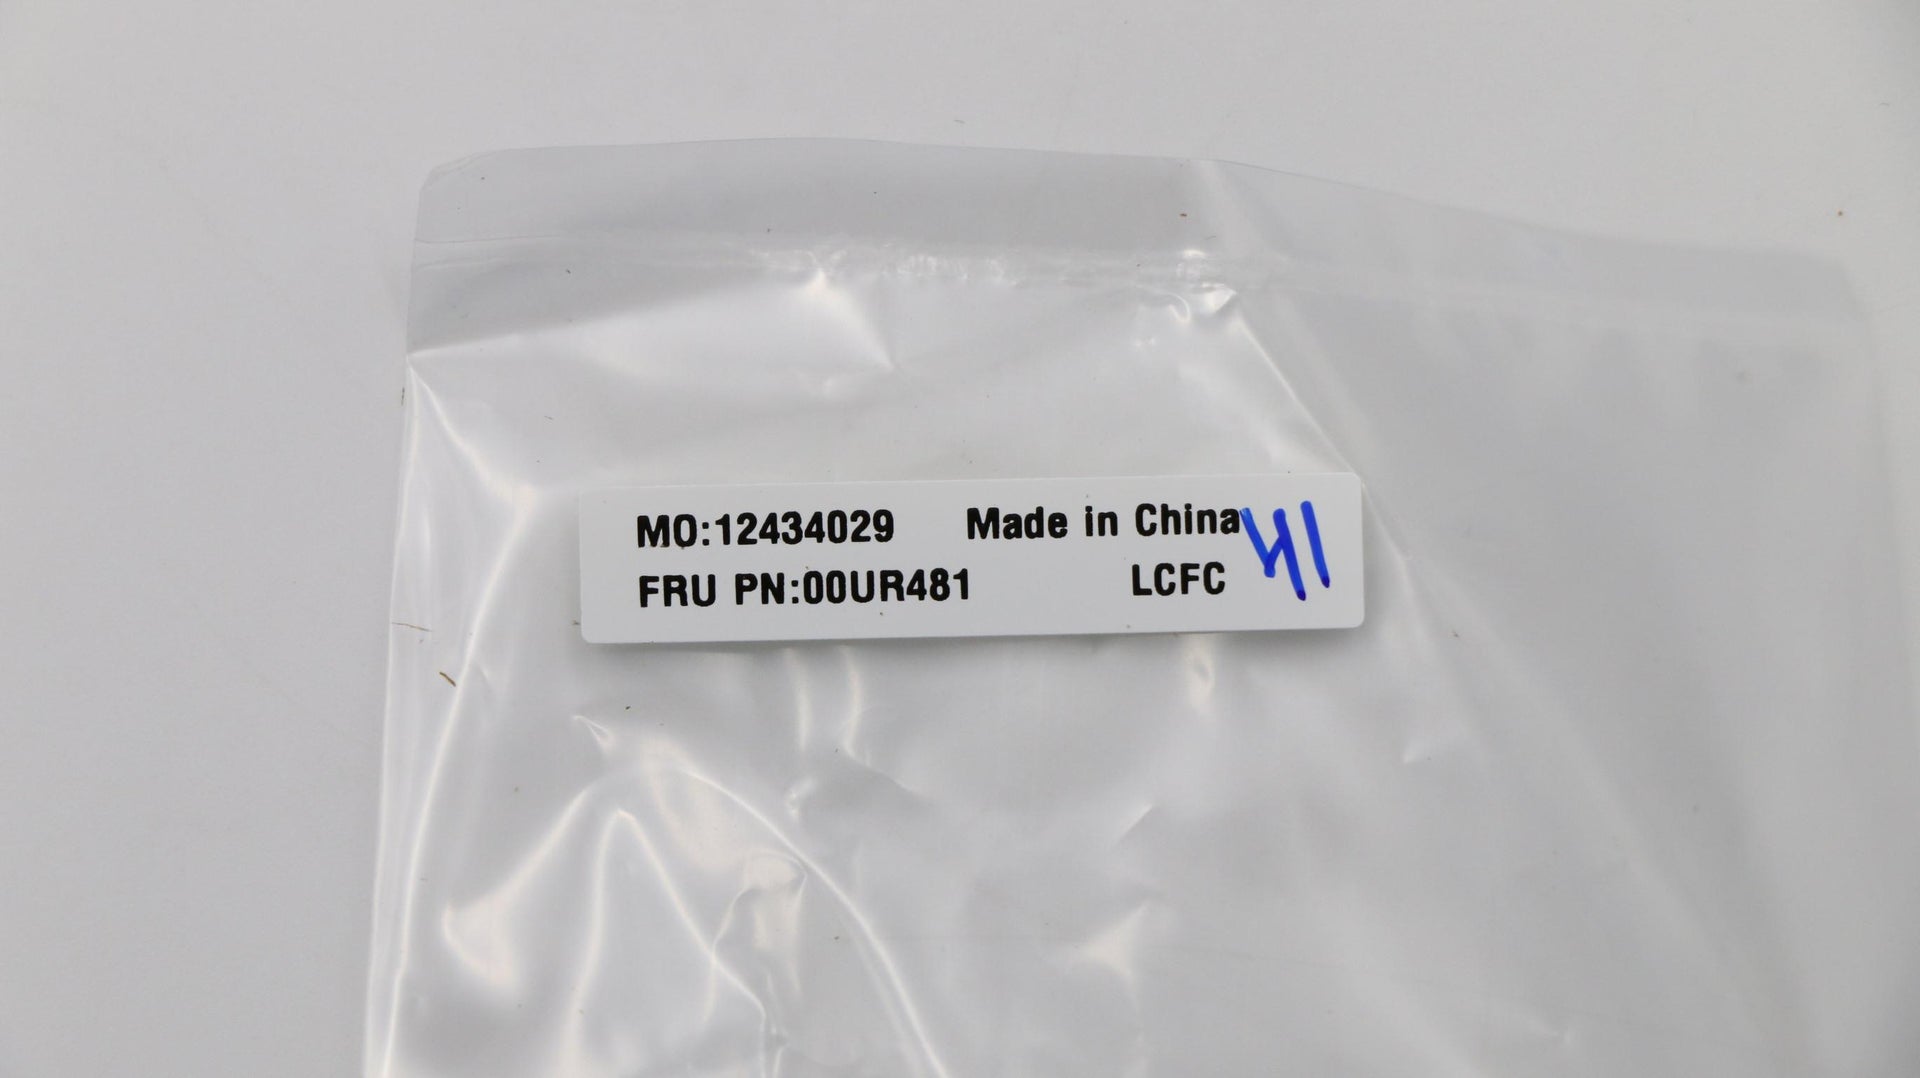 MO:12434029 Made in China 41
FRU PN:00UR481 LCFC